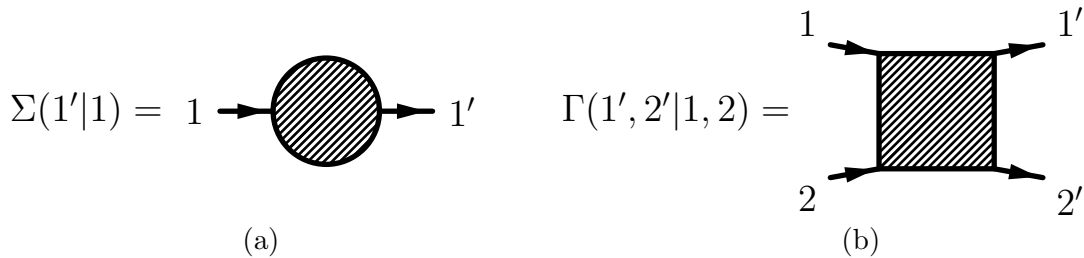 Σ(1′|1) = 1 1′ Γ(1′, 2′|1, 2) = 1 1′ 2 2′
(a) (b)